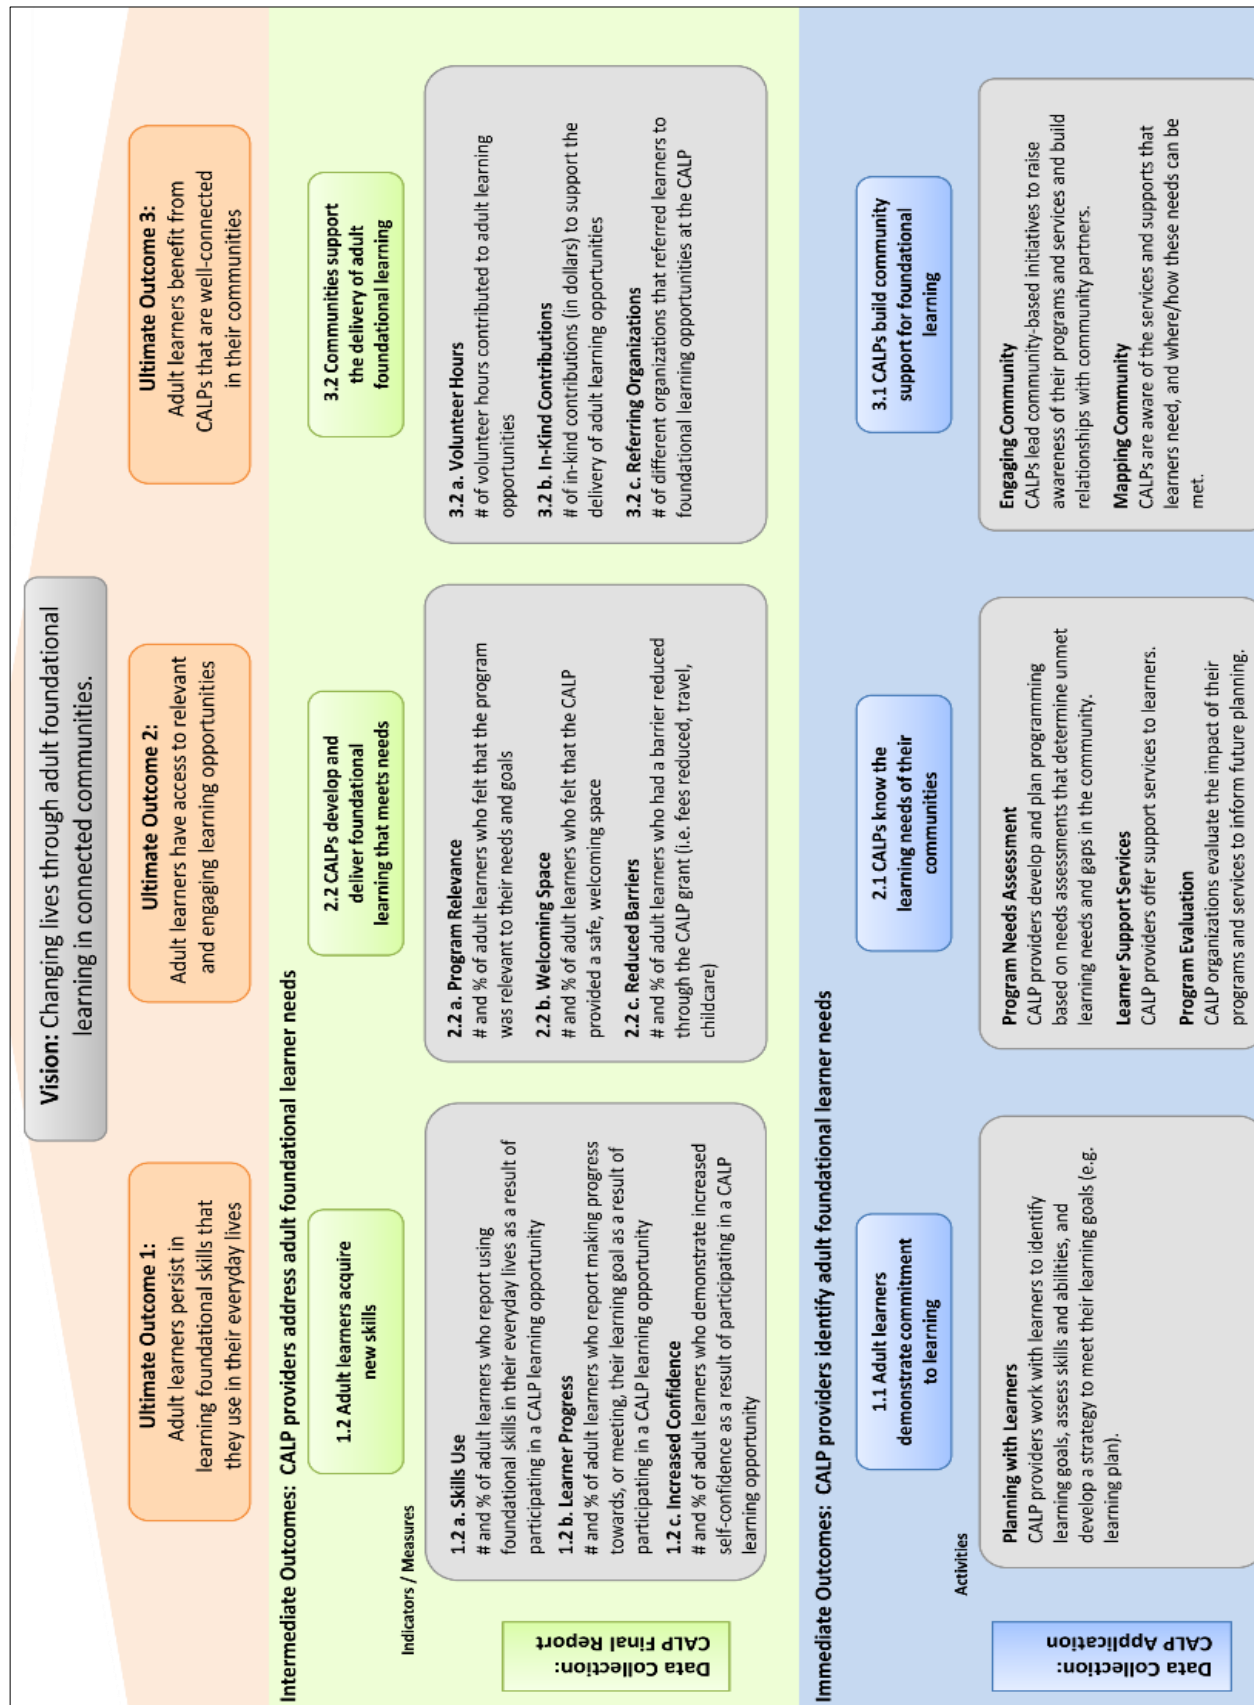 Vision: Changing lives through adult foundational
learning in connected communities.
Ultimate Outcome 1:
Adult learners persist in
learning foundational skills that
they use in their everyday lives
Ultimate Outcome 2:
Adult learners have access to relevant
and engaging learning opportunities
Ultimate Outcome 3:
Adult learners benefit from
CALPs that are well-connected
in their communities
Intermediate Outcomes: CALP providers address adult foundational learner needs
1.2 Adult learners acquire
new skills
2.2 CALPs develop and
deliver foundational
learning that meets needs
3.2 Communities support
the delivery of adult
foundational learning
Indicators / Measures
Data Collection:
CALP Final Report
1.2 a. Skills Use
# and % of adult learners who report using
foundational skills in their everyday lives as a result of
participating in a CALP learning opportunity
1.2 b. Learner Progress
# and % of adult learners who report making progress
towards, or meeting, their learning goal as a result of
participating in a CALP learning opportunity
1.2 c. Increased Confidence
# and % of adult learners who demonstrate increased
self-confidence as a result of participating in a CALP
learning opportunity
2.2 a. Program Relevance
# and % of adult learners who felt that the program
was relevant to their needs and goals
2.2 b. Welcoming Space
# and % of adult learners who felt that the CALP
provided a safe, welcoming space
2.2 c. Reduced Barriers
# and % of adult learners who had a barrier reduced
through the CALP grant (i.e. fees reduced, travel,
childcare)
3.2 a. Volunteer Hours
# of volunteer hours contributed to adult learning
opportunities
3.2 b. In-Kind Contributions
# of in-kind contributions (in dollars) to support the
delivery of adult learning opportunities
3.2 c. Referring Organizations
# of different organizations that referred learners to
foundational learning opportunities at the CALP
Immediate Outcomes: CALP providers identify adult foundational learner needs
1.1 Adult learners
demonstrate commitment
to learning
2.1 CALPs know the
learning needs of their
communities
3.1 CALPs build community
support for foundational
learning
Activities
Data Collection:
CALP Application
Planning with Learners
CALP providers work with learners to identify
learning goals, assess skills and abilities, and
develop a strategy to meet their learning goals (e.g.
learning plan).
Program Needs Assessment
CALP providers develop and plan programming
based on needs assessments that determine unmet
learning needs and gaps in the community.
Learner Support Services
CALP providers offer support services to learners.
Program Evaluation
CALP organizations evaluate the impact of their
programs and services to inform future planning.
Engaging Community
CALPs lead community-based initiatives to raise
awareness of their programs and services and build
relationships with community partners.
Mapping Community
CALPs are aware of the services and supports that
learners need, and where/how these needs can be
met.